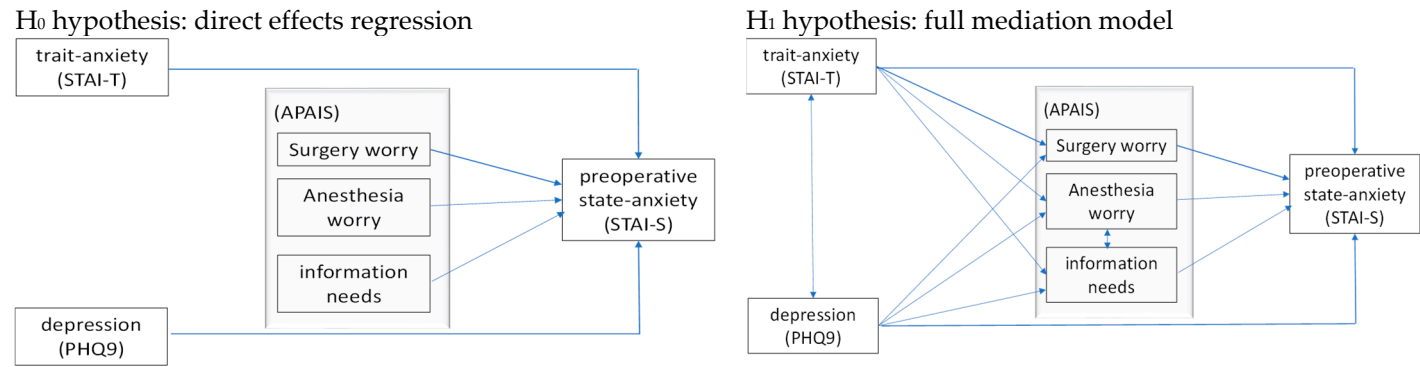 H₀ hypothesis: direct effects regression
trait-anxiety
(STAI-T)
(APAIS)
Surgery worry
Anesthesia
worry
information
needs
preoperative
state-anxiety
(STAI-S)
depression
(PHQ9)
H₁ hypothesis: full mediation model
trait-anxiety
(STAI-T)
(APAIS)
Surgery worry
Anesthesia
worry
information
needs
preoperative
state-anxiety
(STAI-S)
depression
(PHQ9)